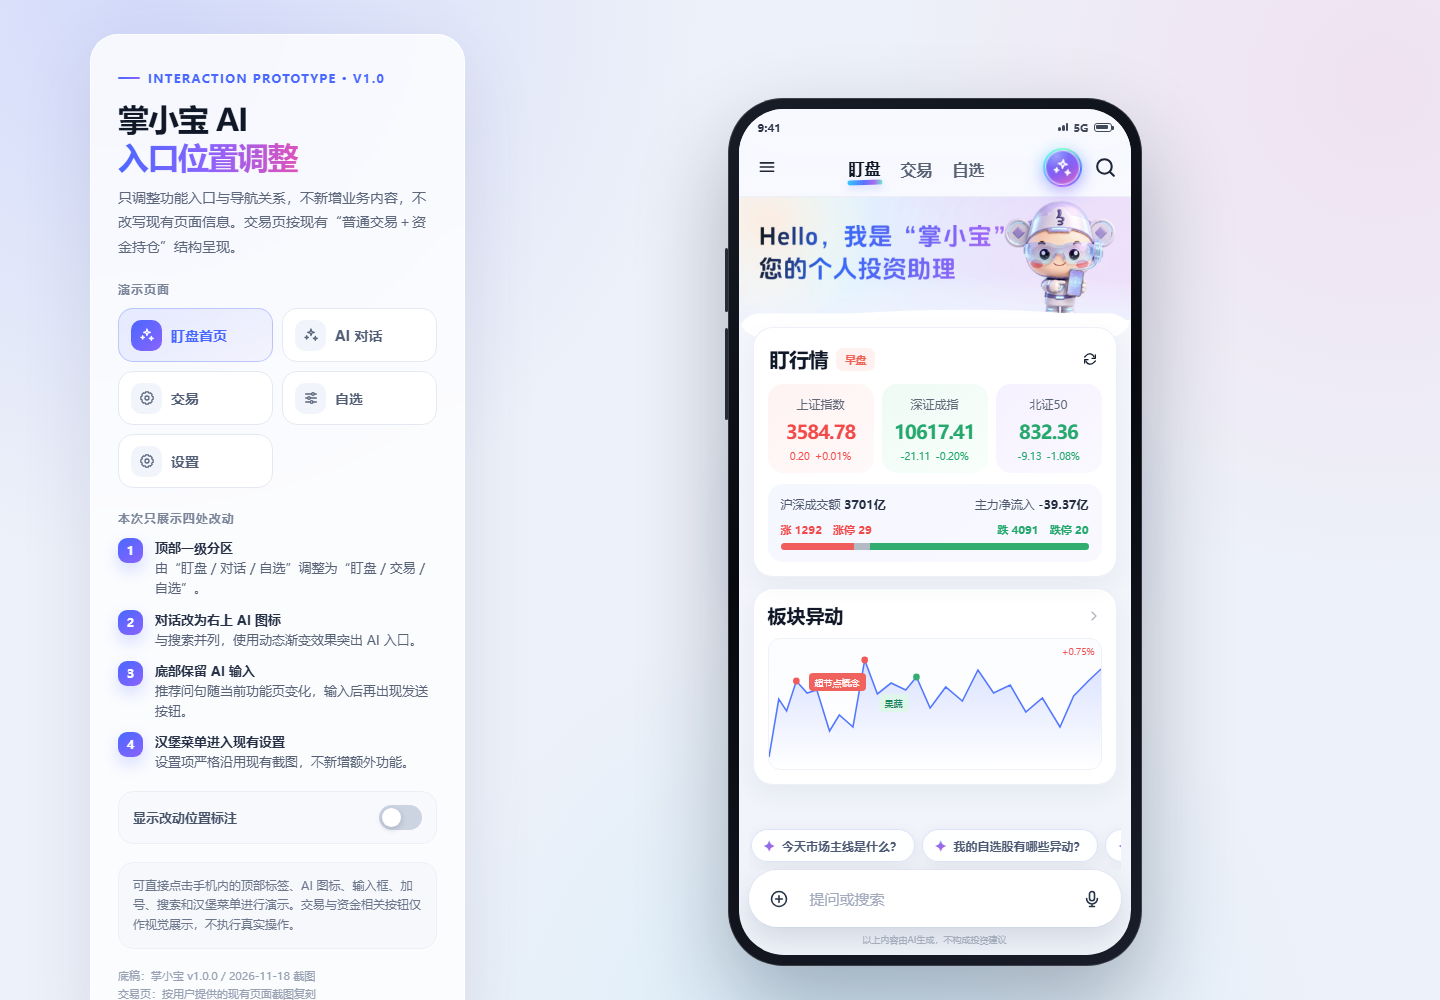 INTERACTION PROTOTYPE • V1.0
掌小宝 AI
入口位置调整
只调整功能入口与导航关系，不新增业务内容，不
改写现有页面信息。交易页按现有“普通交易 + 资
金持仓”结构呈现。
演示页面
盯盘首页
AI 对话
交易
自选
设置
本次只展示四处改动
1 顶部一级分区
由“盯盘 / 对话 / 自选”调整为“盯盘 / 交易 /
自选”。
2 对话改为右上 AI 图标
与搜索并列，使用动态渐变效果突出 AI 入口。
3 底部保留 AI 输入
推荐问句随当前功能页变化，输入后再出现发送
按钮。
4 汉堡菜单进入现有设置
设置项严格沿用现有截图，不新增额外功能。
显示改动位置标注
可直接点击手机内的顶部标签、AI 图标、输入框、加
号、搜索和汉堡菜单进行演示。交易与资金相关按钮仅
作视觉展示，不执行真实操作。
底稿：掌小宝 v1.0.0 / 2026-11-18 截图
交易页：按用户提供的现有页面截图复刻
9:41 5G
盯盘 交易 自选
Hello，我是“掌小宝”
您的个人投资助理
盯行情 早盘
上证指数 深证成指 北证50
3584.78 10617.41 832.36
0.20 +0.01% -21.11 -0.20% -9.13 -1.08%
沪深成交额 3701亿 主力净流入 -39.37亿
涨 1292 涨停 29 跌 4091 跌停 20
板块异动
+0.75%
超节点概念
果蔬
今天市场主线是什么？ 我的自选股有哪些异动？
提问或搜索
以上内容由AI生成，不构成投资建议